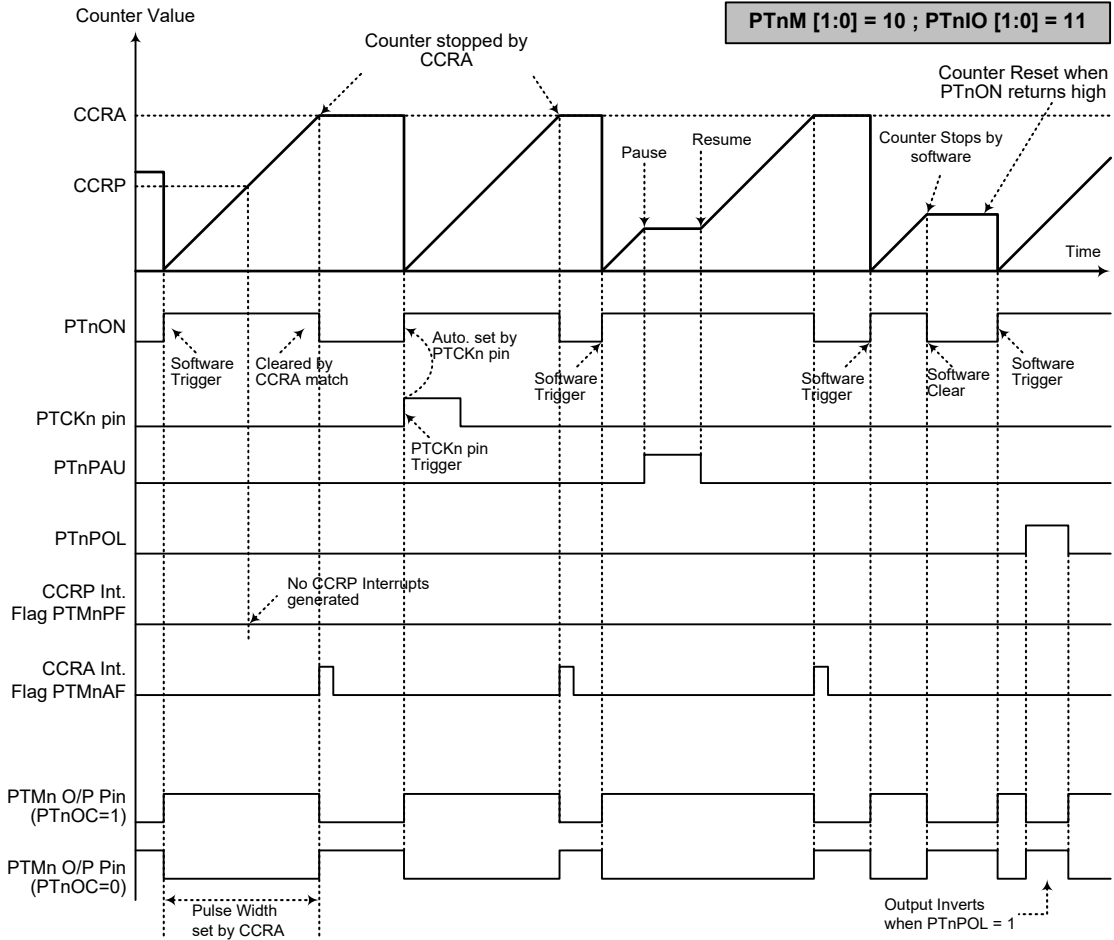 Counter Value
PTnM [1:0] = 10 ; PTnIO [1:0] = 11
Counter stopped by
CCRA
Counter Reset when
PTnON returns high
CCRA
CCRP
Pause
Resume
Counter Stops by
software
Time
PTnON
Software
Trigger
Cleared by
CCRA match
Auto. set by
PTCKn pin
Software
Trigger
Software
Trigger
Software
Clear
Software
Trigger
PTCKn pin
PTCKn pin
Trigger
PTnPAU
PTnPOL
CCRP Int.
Flag PTMnPF
No CCRP Interrupts
generated
CCRA Int.
Flag PTMnAF
PTMn O/P Pin
(PTnOC=1)
PTMn O/P Pin
(PTnOC=0)
Pulse Width
set by CCRA
Output Inverts
when PTnPOL = 1